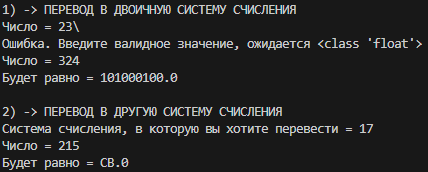 1) -> ПЕРЕВОД В ДВОИЧНУЮ СИСТЕМУ СЧИСЛЕНИЯ
Число = 23\
Ошибка. Введите валидное значение, ожидается <class 'float'>
Число = 324
Будет равно = 101000100.0
2) -> ПЕРЕВОД В ДРУГУЮ СИСТЕМУ СЧИСЛЕНИЯ
Система счисления, в которую вы хотите перевести = 17
Число = 215
Будет равно = CB.0